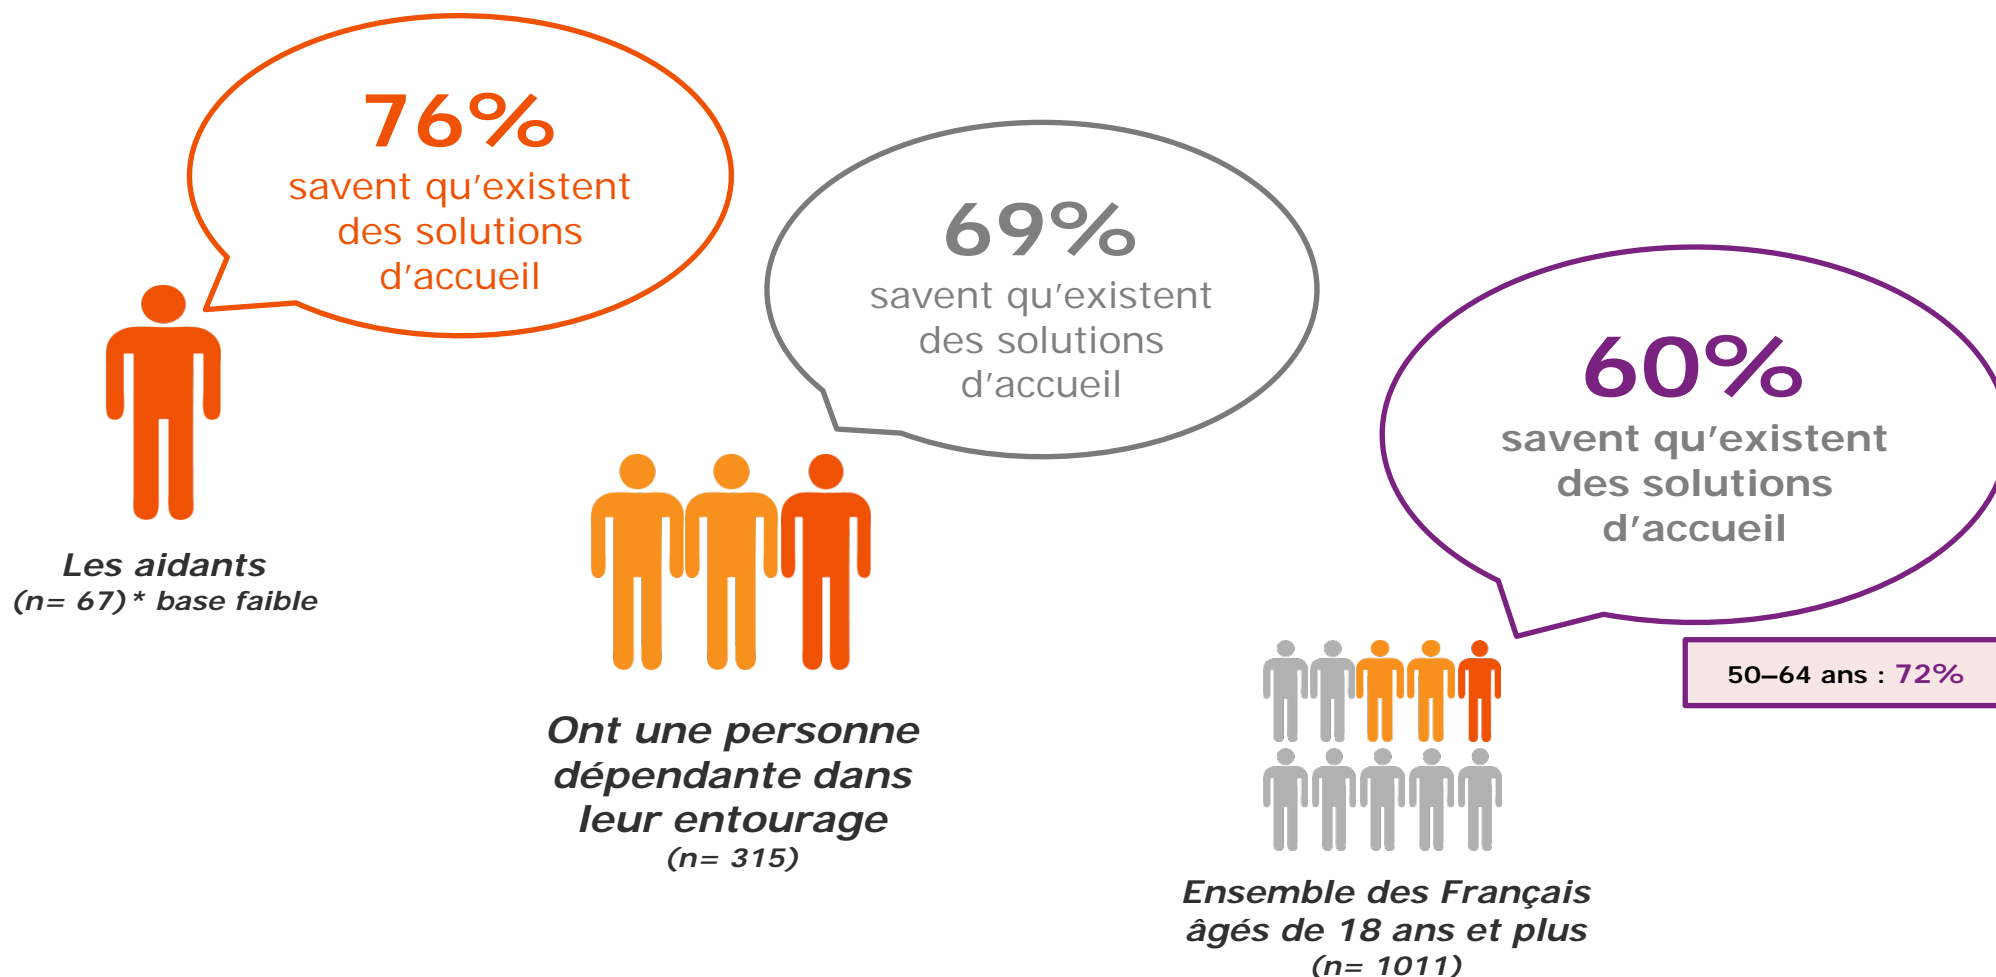 76%
savent qu'existent
des solutions
d'accueil
Les aidants
(n= 67)* base faible
69%
savent qu'existent
des solutions
d'accueil
Ont une personne
dépendante dans
leur entourage
(n= 315)
60%
savent qu'existent
des solutions
d'accueil
50–64 ans : 72%
Ensemble des Français
âgés de 18 ans et plus
(n= 1011)